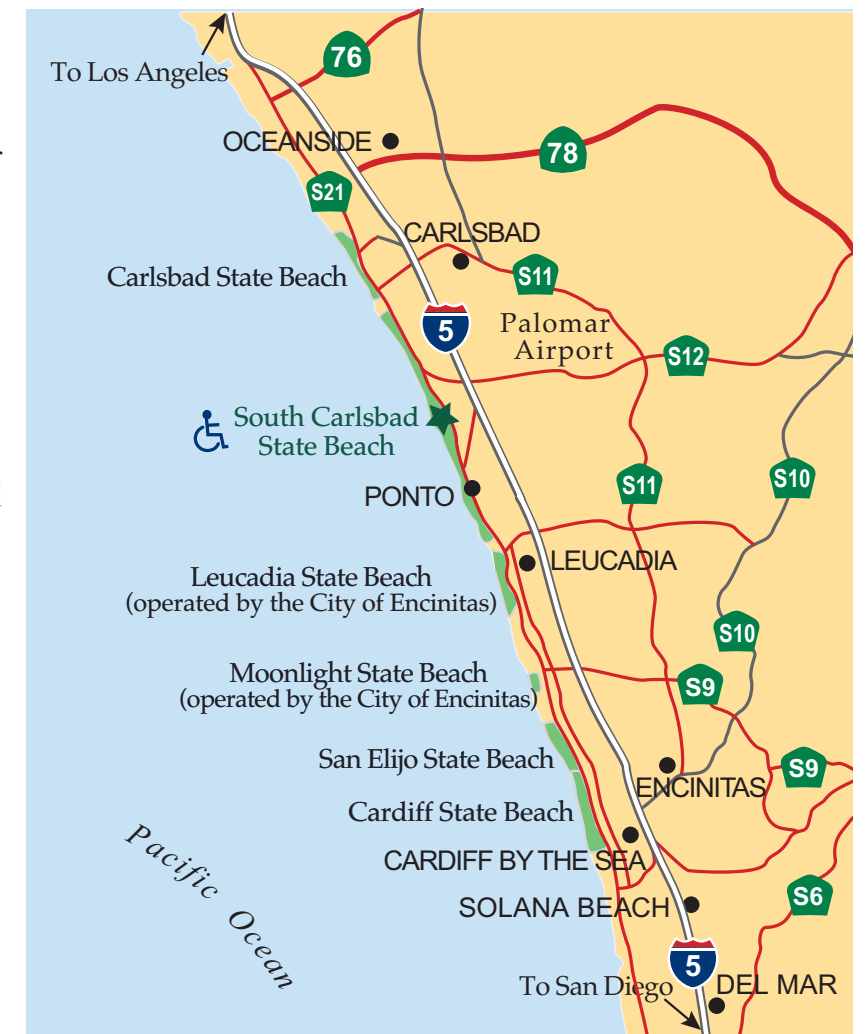 To Los Angeles
76
OCEANSIDE
78
S21
CARLSBAD
Carlsbad State Beach
S11
5
Palomar
Airport
S12
South Carlsbad
State Beach
S10
S11
PONTO
LEUCADIA
Leucadia State Beach
(operated by the City of Encinitas)
S10
Moonlight State Beach
(operated by the City of Encinitas)
S9
San Elijo State Beach
S9
ENCINITAS
Cardiff State Beach
CARDIFF BY THE SEA
Pacific Ocean
S6
SOLANA BEACH
5
To San Diego
DEL MAR